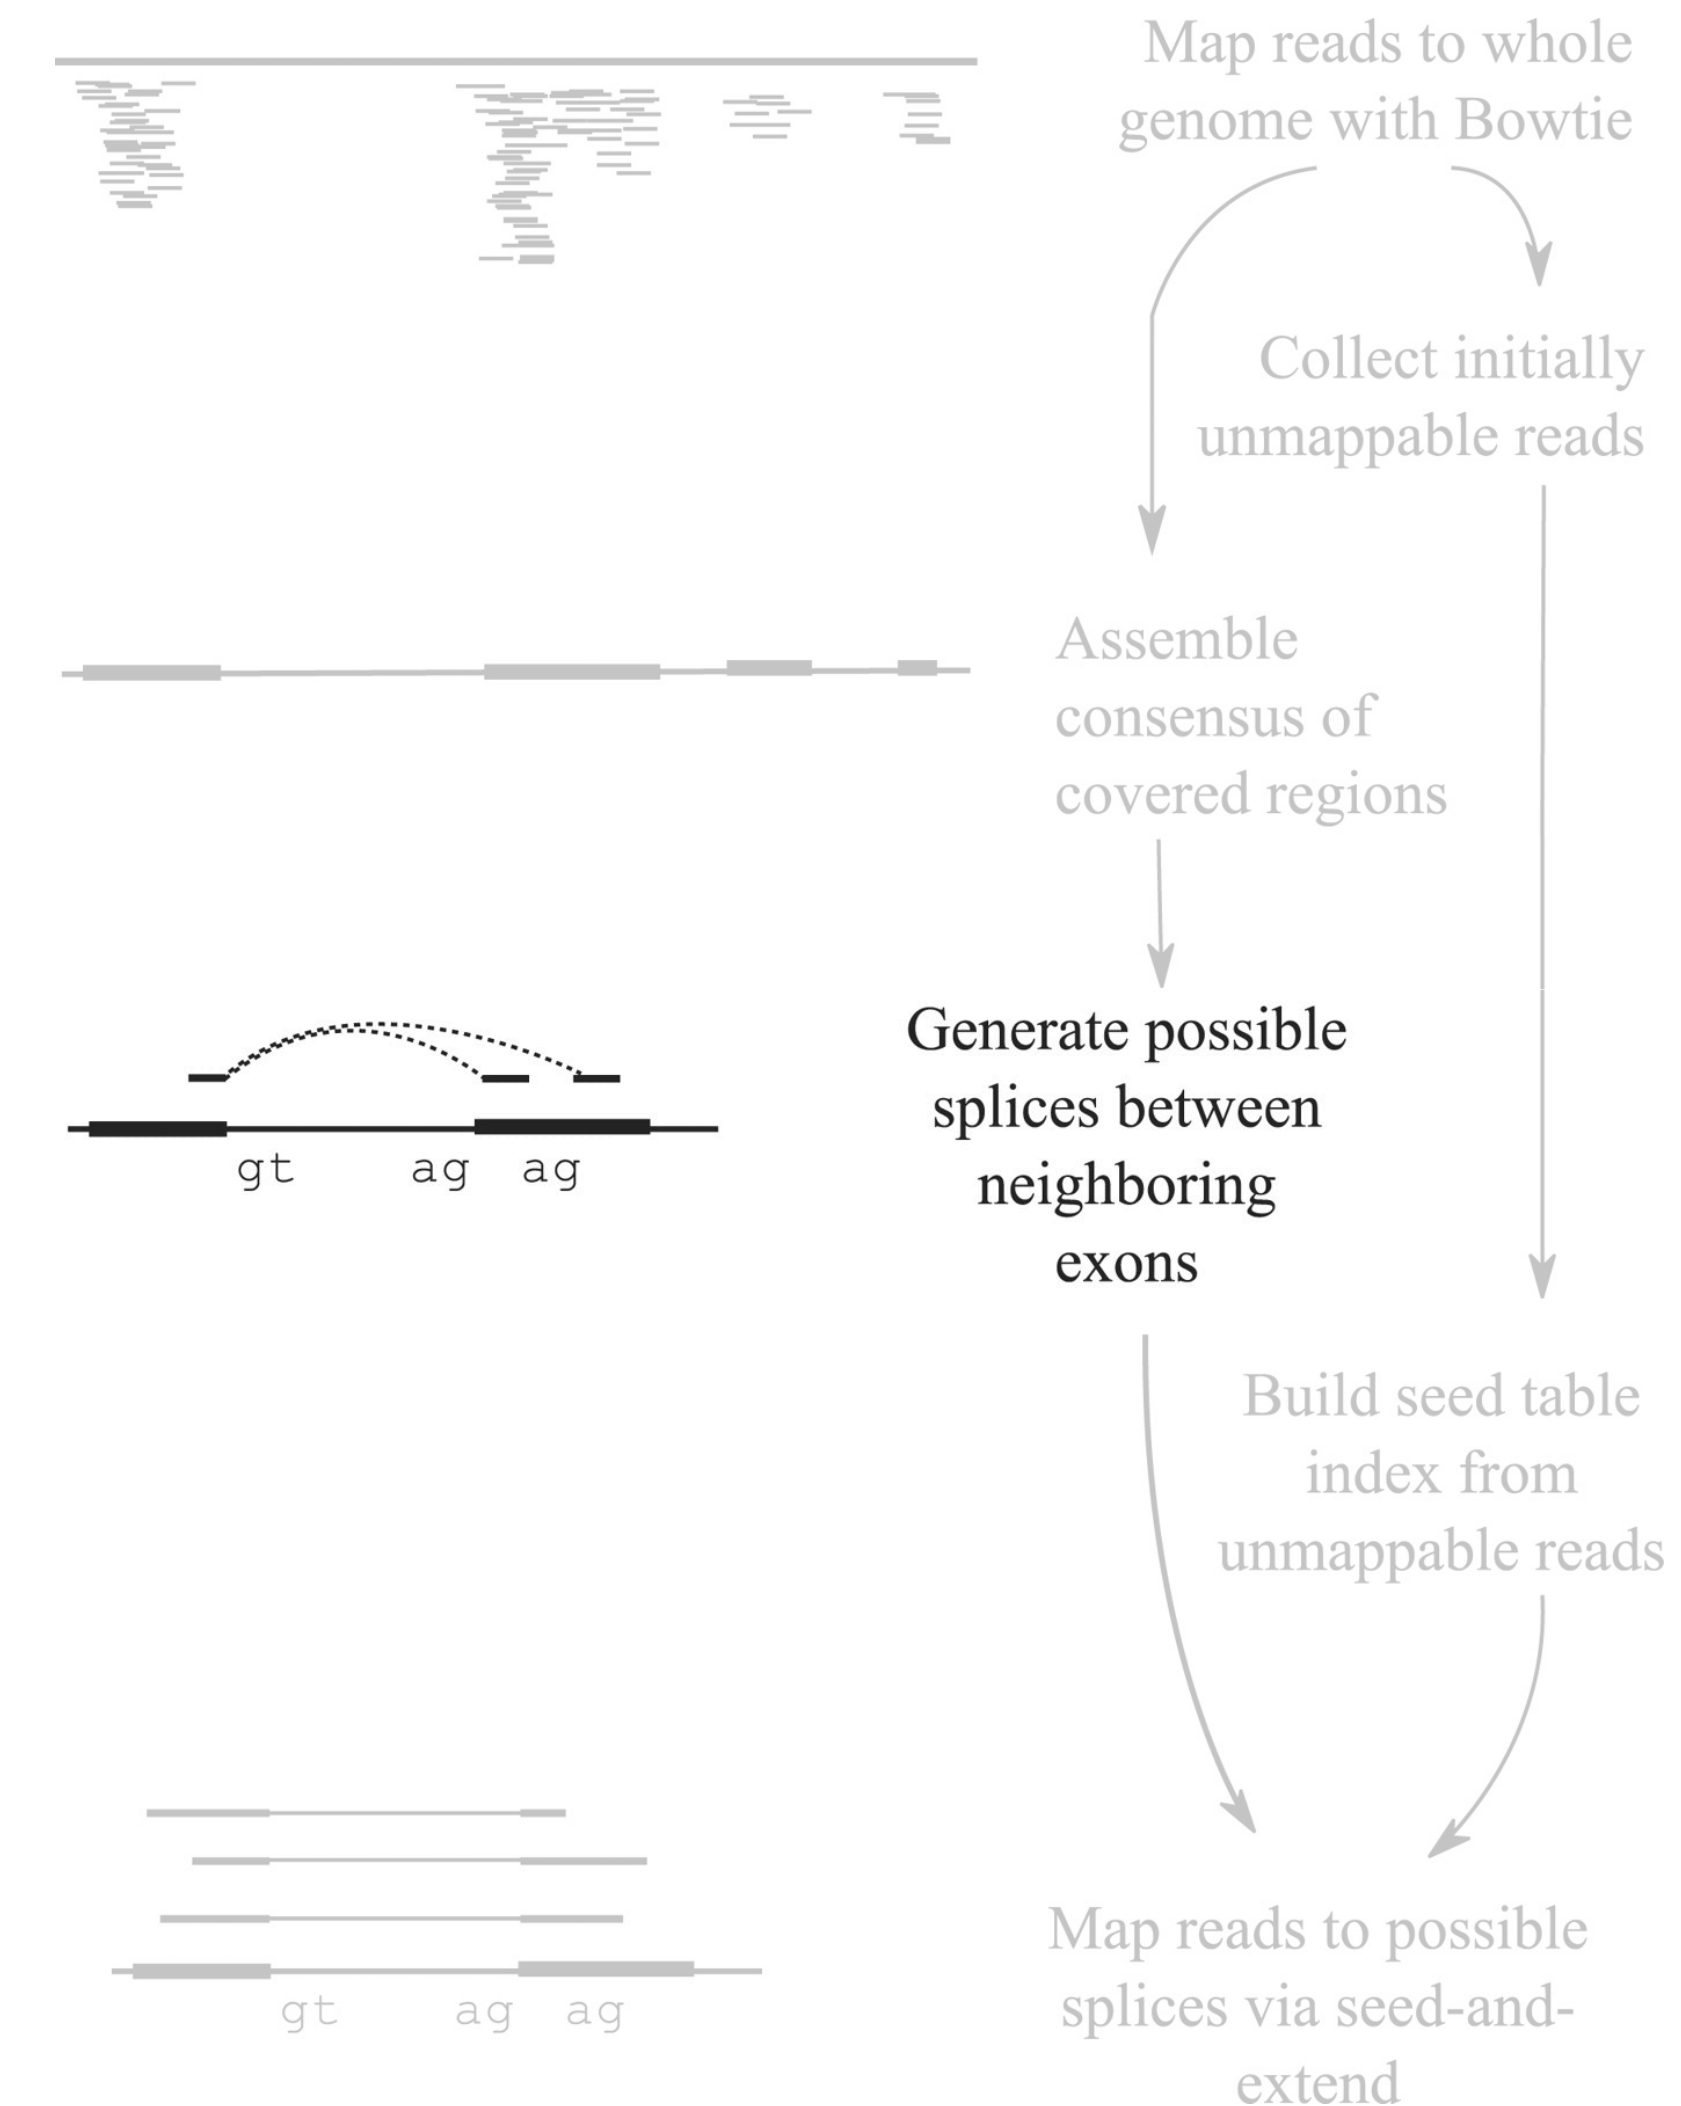 Map reads to whole
genome with Bowtie
Collect initially
unmappable reads
Assemble
consensus of
covered regions
Generate possible
splices between
neighboring
exons
gt ag ag
Build seed table
index from
unmappable reads
Map reads to possible
splices via seed-and-
extend
gt ag ag